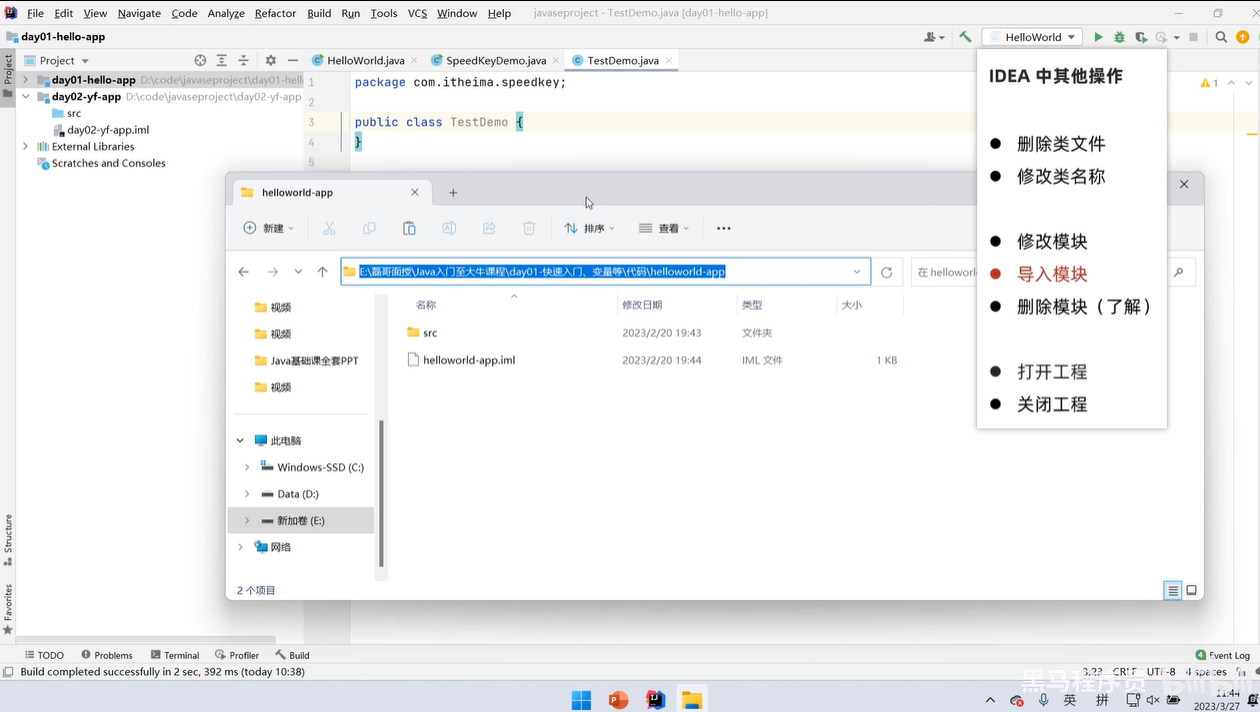 File Edit View Navigate Code Analyze Refactor Build Run Tools VCS Window Help javaseproject - TestDemo.java [day01-hello-app]
day01-hello-app
HelloWorld
Project
Project
HelloWorld.java
SpeedKeyDemo.java
TestDemo.java
day01-hello-app D:\code\javaseproject\day01-hell
day02-yf-app D:\code\javaseproject\day02-yf-app
src
day02-yf-app.iml
External Libraries
Scratches and Consoles
1 package com.itheima.speedkey;
2
3 public class TestDemo {
4 }
5
1
IDEA 中其他操作
● 删除类文件
● 修改类名称
● 修改模块
● 导入模块
● 删除模块（了解）
● 打开工程
● 关闭工程
helloworld-app
新建
排序
查看
E:\磊哥面授\Java入门至大牛课程\day01-快速入门、变量等\代码\helloworld-app
在 helloworl
名称 修改日期 类型 大小
src 2023/2/20 19:43 文件夹
helloworld-app.iml 2023/2/20 19:44 IML 文件 1 KB
视频
视频
Java基础课全套PPT
视频
此电脑
Windows-SSD (C:)
Data (D:)
新加卷 (E:)
网络
2 个项目
Structure
Favorites
TODO Problems Terminal Profiler Build
4 Event Log
Build completed successfully in 2 sec, 392 ms (today 10:38)
3:23 CRLF UTF-8 4 spaces
黑马程序员 bilibili
英 拼
11:44
2023/3/27